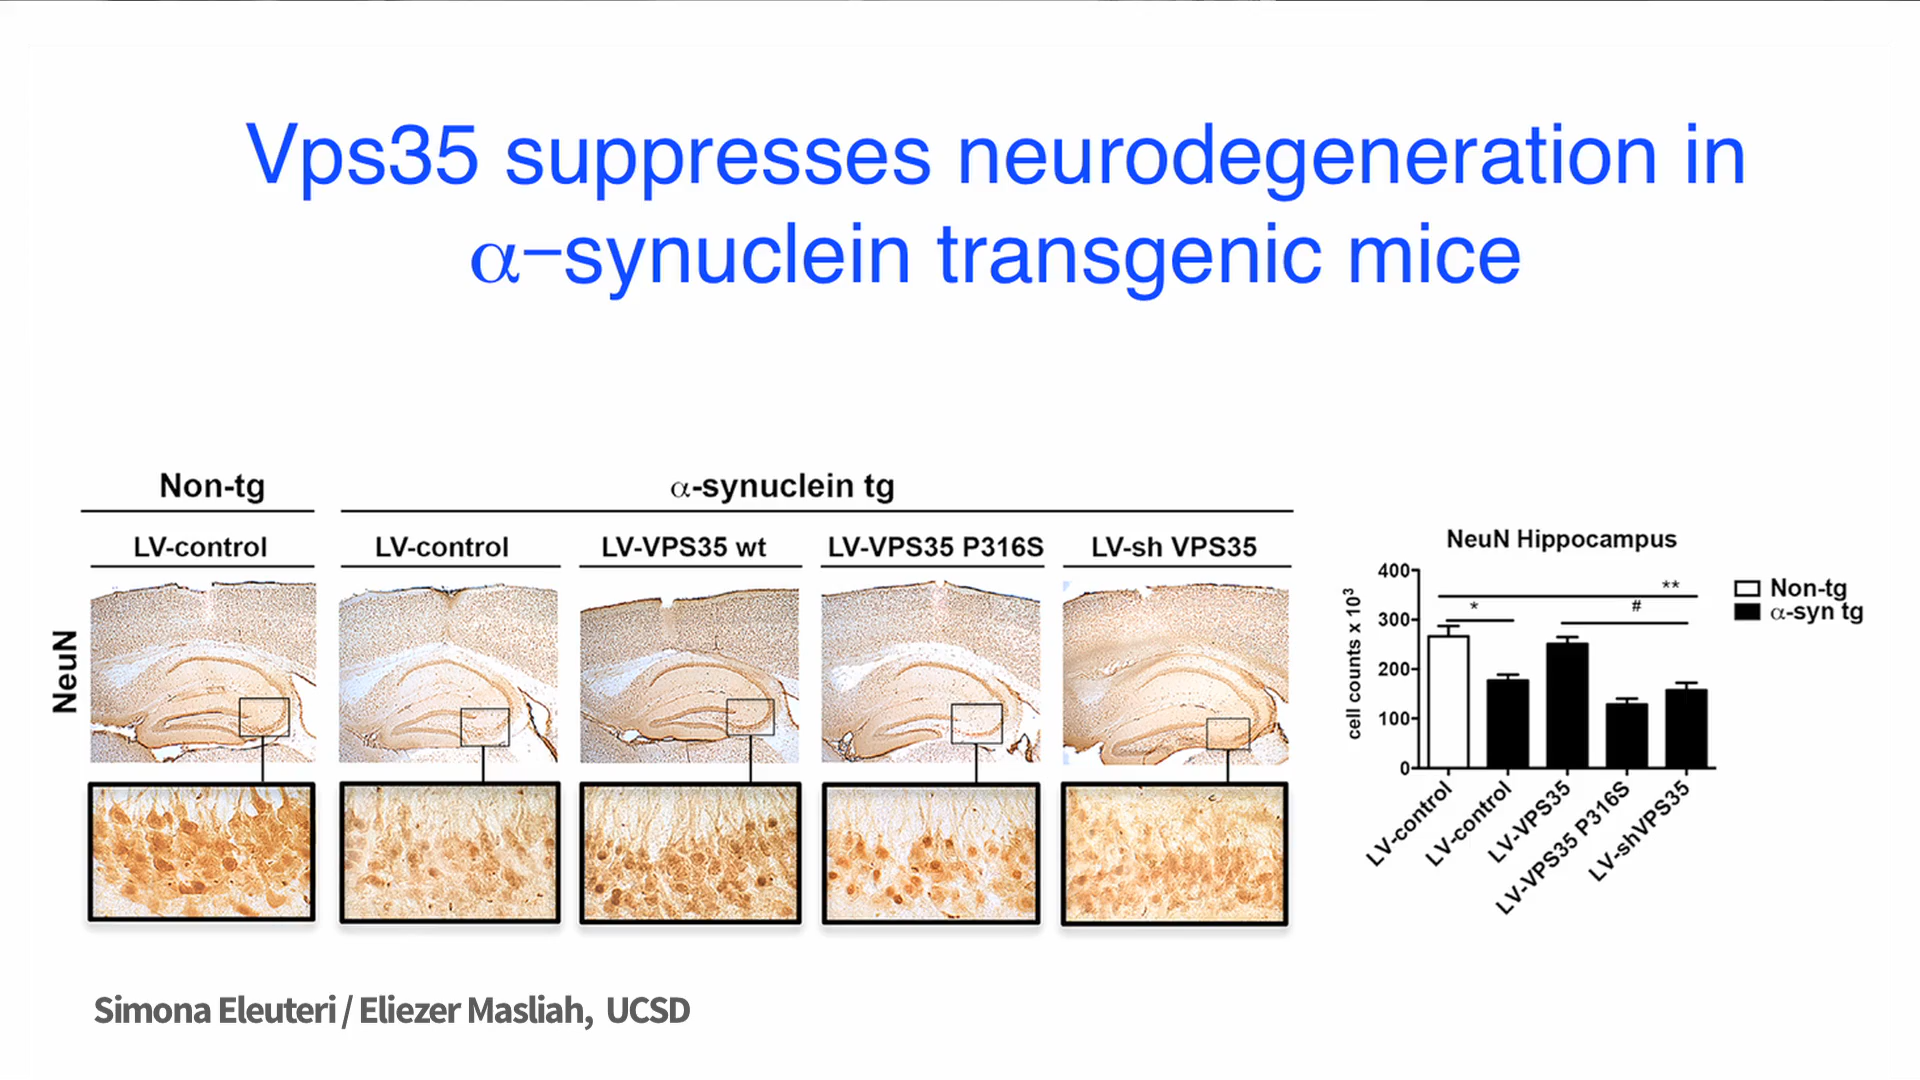 Vps35 suppresses neurodegeneration in
α–synuclein transgenic mice
Non-tg
α-synuclein tg
LV-control
LV-control
LV-VPS35 wt
LV-VPS35 P316S
LV-sh VPS35
NeuN
NeuN Hippocampus
cell counts x 10³
400
300
200
100
0
**
*
#
Non-tg
α-syn tg
LV-control
LV-control
LV-VPS35
LV-VPS35 P316S
LV-shVPS35
Simona Eleuteri / Eliezer Masliah, UCSD